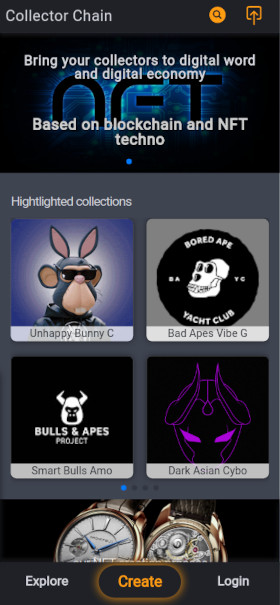 Collector Chain
Bring your collectors to digital word
and digital economy
NFT
Based on blockchain and NFT
techno
Hightlighted collections
BORED APE
BA YC
YACHT CLUB
Unhappy Bunny C
Bad Apes Vibe G
BULLS & APES
PROJECT
Smart Bulls Amo
Dark Asian Cybo
Explore
Create
Login